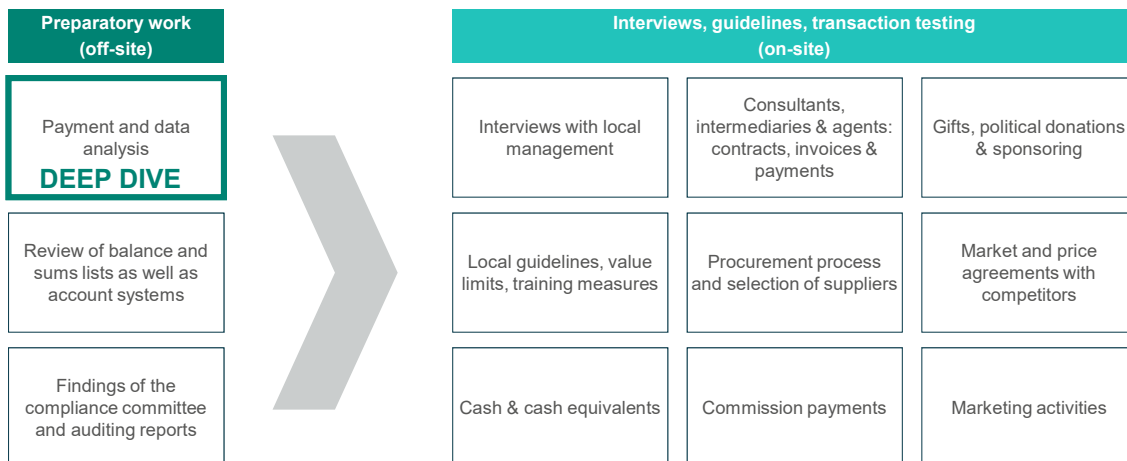 Preparatory work
(off-site)
Interviews, guidelines, transaction testing
(on-site)
Payment and data
analysis
DEEP DIVE
Interviews with local
management
Consultants,
intermediaries & agents:
contracts, invoices &
payments
Gifts, political donations
& sponsoring
Review of balance and
sums lists as well as
account systems
Local guidelines, value
limits, training measures
Procurement process
and selection of suppliers
Market and price
agreements with
competitors
Findings of the
compliance committee
and auditing reports
Cash & cash equivalents
Commission payments
Marketing activities